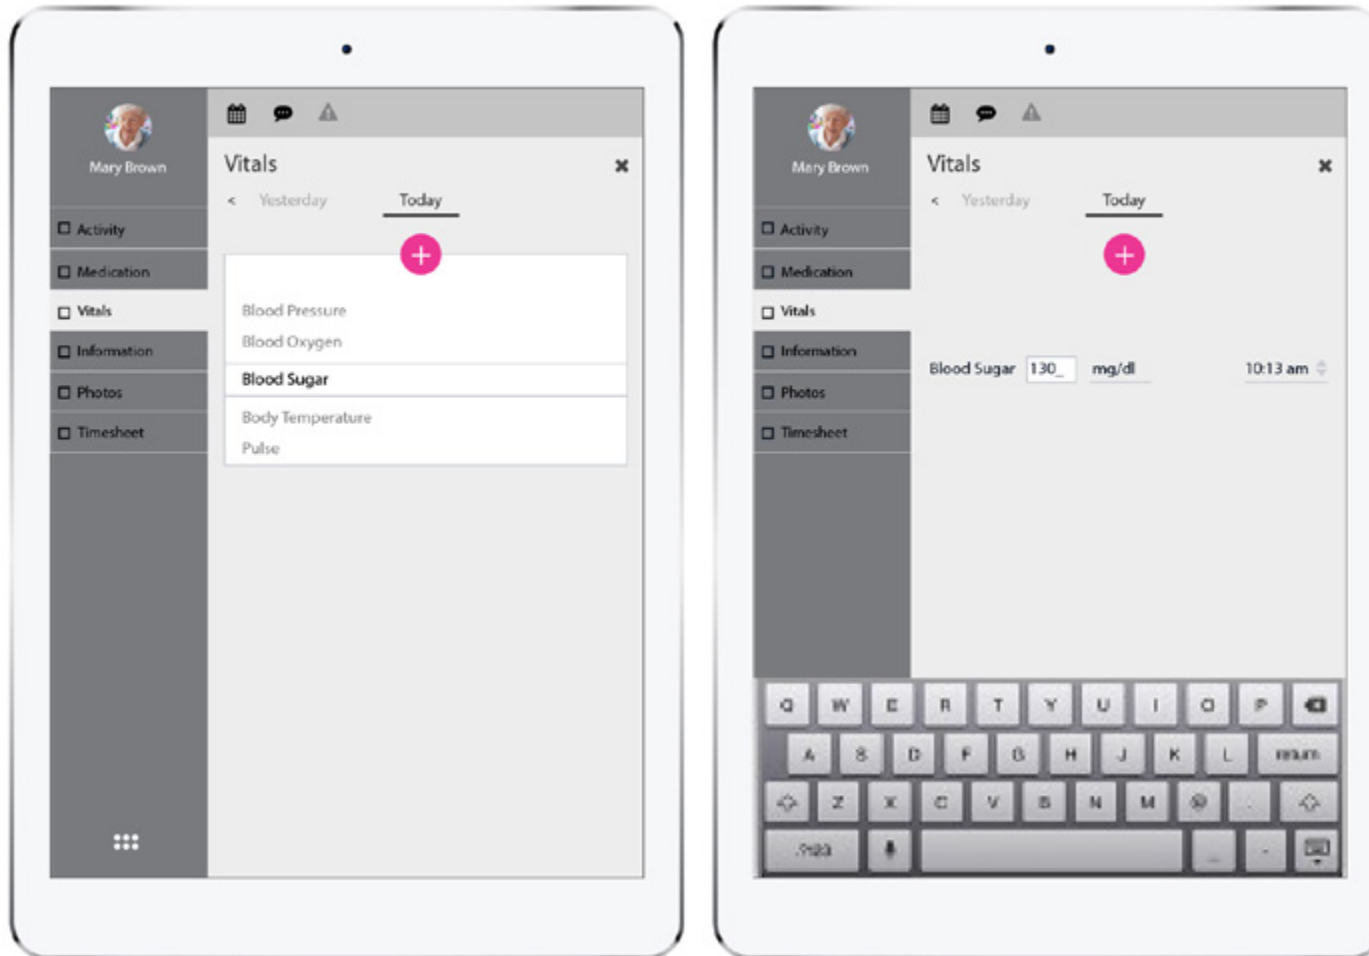 Mary Brown
Activity
Medication
Vitals
Information
Photos
Timesheet
Vitals
< Yesterday Today
Blood Pressure
Blood Oxygen
Blood Sugar
Body Temperature
Pulse
Mary Brown
Activity
Medication
Vitals
Information
Photos
Timesheet
Vitals
< Yesterday Today
Blood Sugar 130_ mg/dl 10:13 am
Q W E R T Y U I O P
A S D F G H J K L return
Z X C V B N M @ .
.?123 _ -